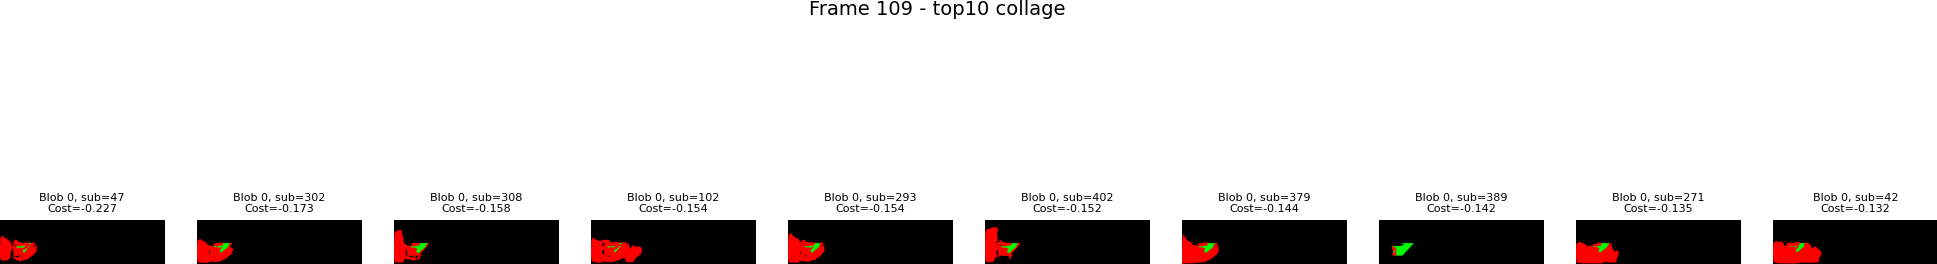 Frame 109 - top10 collage
Blob 0, sub=47
Cost=-0.227
Blob 0, sub=302
Cost=-0.173
Blob 0, sub=308
Cost=-0.158
Blob 0, sub=102
Cost=-0.154
Blob 0, sub=293
Cost=-0.154
Blob 0, sub=402
Cost=-0.152
Blob 0, sub=379
Cost=-0.144
Blob 0, sub=389
Cost=-0.142
Blob 0, sub=271
Cost=-0.135
Blob 0, sub=42
Cost=-0.132